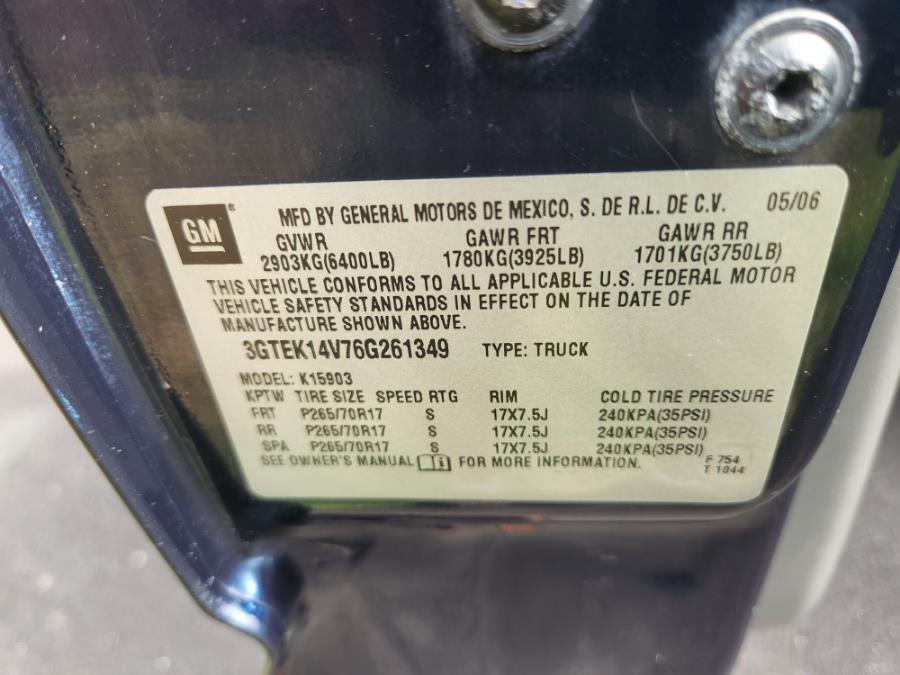 GM® MFD BY GENERAL MOTORS DE MEXICO, S. DE R.L. DE C.V. 05/06
GVWR GAWR FRT GAWR RR
2903KG(6400LB) 1780KG(3925LB) 1701KG(3750LB)
THIS VEHICLE CONFORMS TO ALL APPLICABLE U.S. FEDERAL MOTOR
VEHICLE SAFETY STANDARDS IN EFFECT ON THE DATE OF
MANUFACTURE SHOWN ABOVE.
3GTEK14V76G261349 TYPE: TRUCK
MODEL: K15903
KPTW TIRE SIZE SPEED RTG RIM COLD TIRE PRESSURE
FRT P265/70R17 S 17X7.5J 240KPA(35PSI)
RR P265/70R17 S 17X7.5J 240KPA(35PSI)
SPA P265/70R17 S 17X7.5J 240KPA(35PSI)
SEE OWNER'S MANUAL FOR MORE INFORMATION. F 754
T 1044